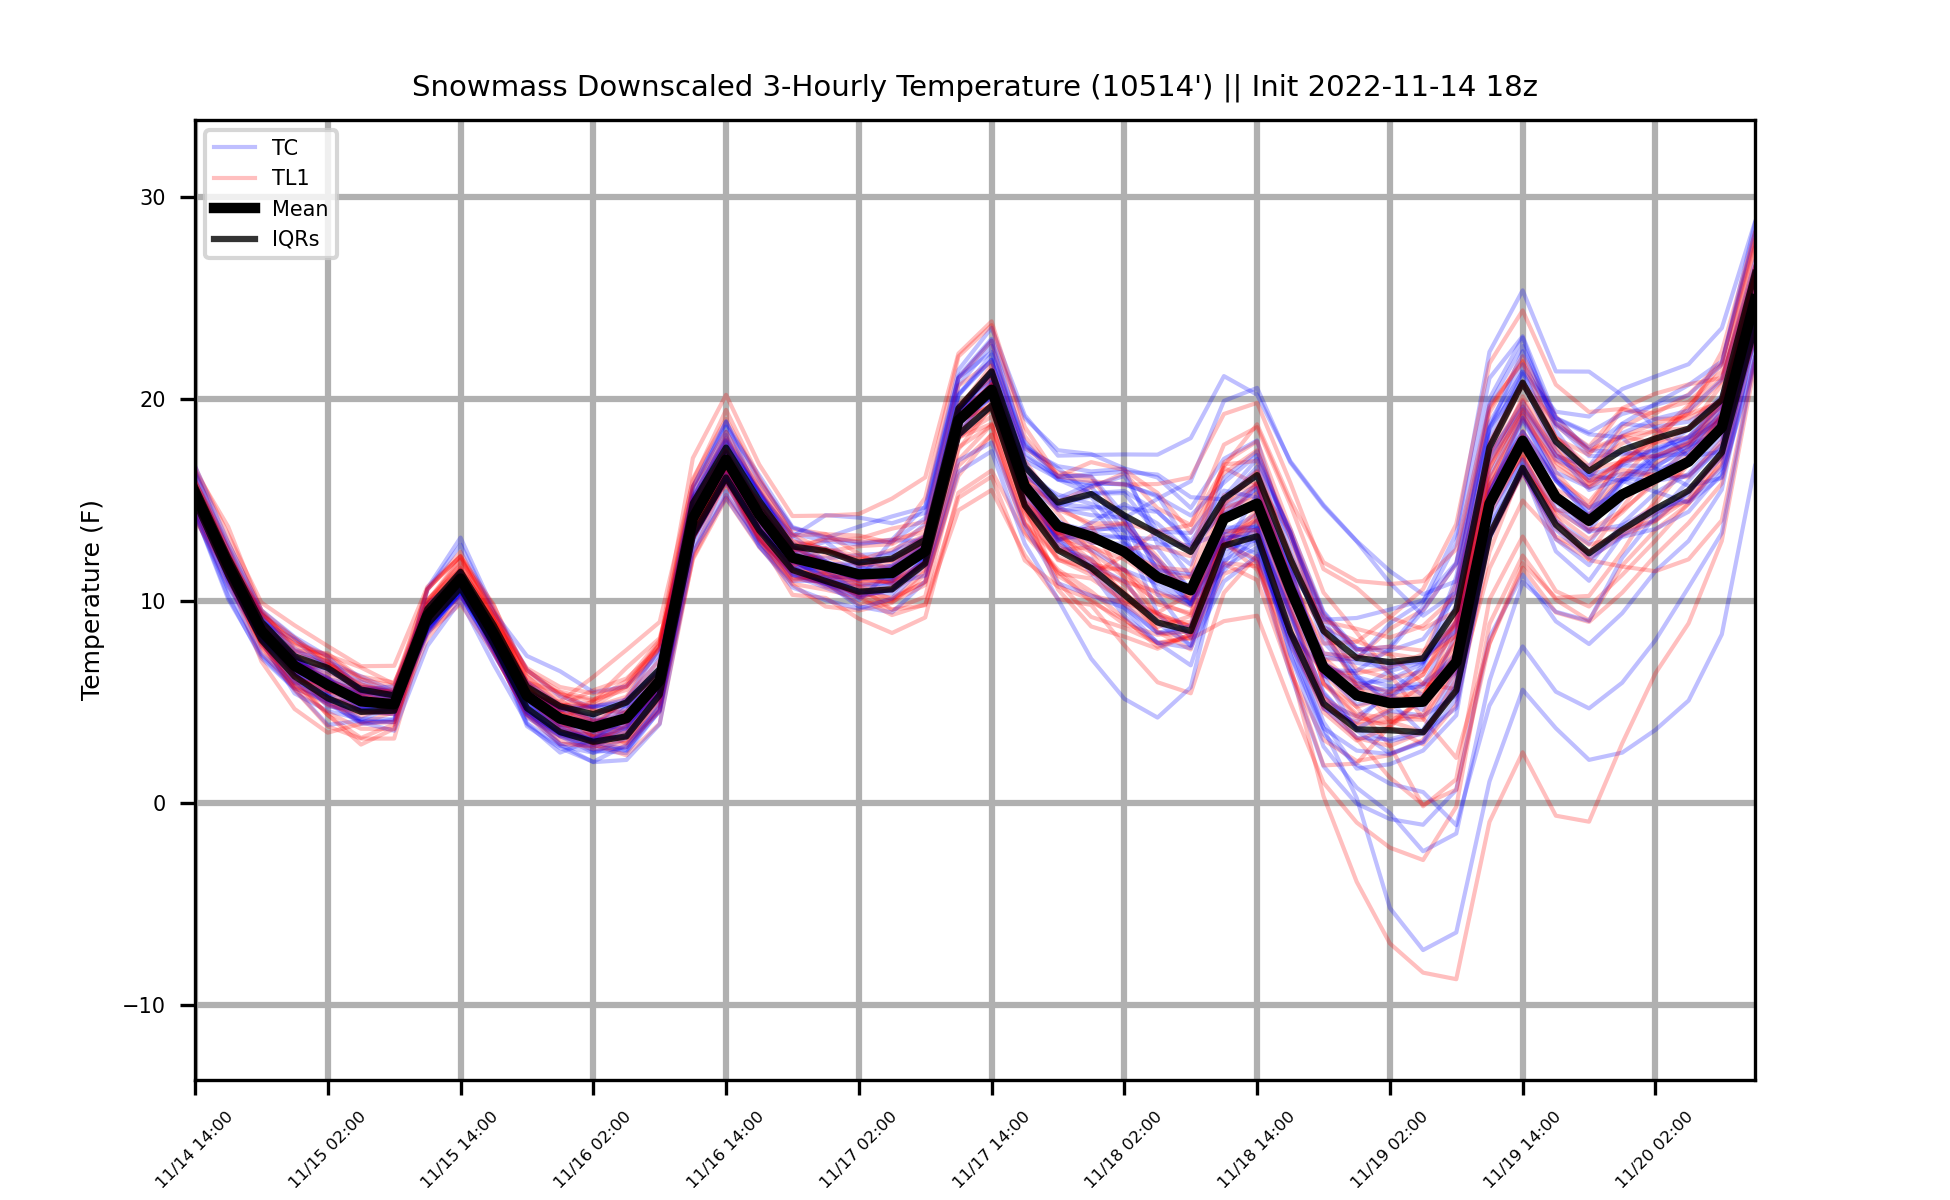 Snowmass Downscaled 3-Hourly Temperature (10514') || Init 2022-11-14 18z
TC
TL1
Mean
IQRs
Temperature (F)
30
20
10
0
−10
11/14 14:00
11/15 02:00
11/15 14:00
11/16 02:00
11/16 14:00
11/17 02:00
11/17 14:00
11/18 02:00
11/18 14:00
11/19 02:00
11/19 14:00
11/20 02:00